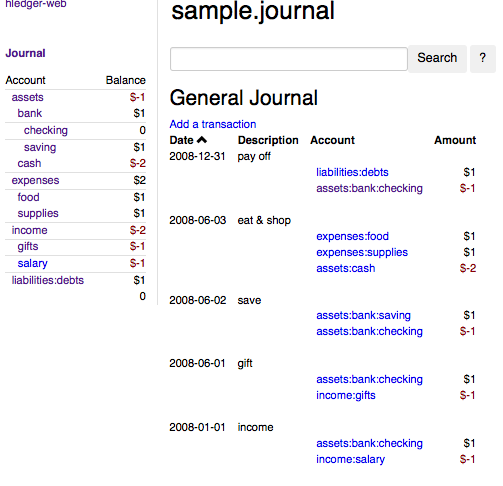 hledger-web
Journal
Account Balance
assets $-1
bank $1
checking 0
saving $1
cash $-2
expenses $2
food $1
supplies $1
income $-2
gifts $-1
salary $-1
liabilities:debts $1
0
sample.journal
Search ?
General Journal
Add a transaction
Date Description Account Amount
2008-12-31 pay off
liabilities:debts $1
assets:bank:checking $-1
2008-06-03 eat & shop
expenses:food $1
expenses:supplies $1
assets:cash $-2
2008-06-02 save
assets:bank:saving $1
assets:bank:checking $-1
2008-06-01 gift
assets:bank:checking $1
income:gifts $-1
2008-01-01 income
assets:bank:checking $1
income:salary $-1